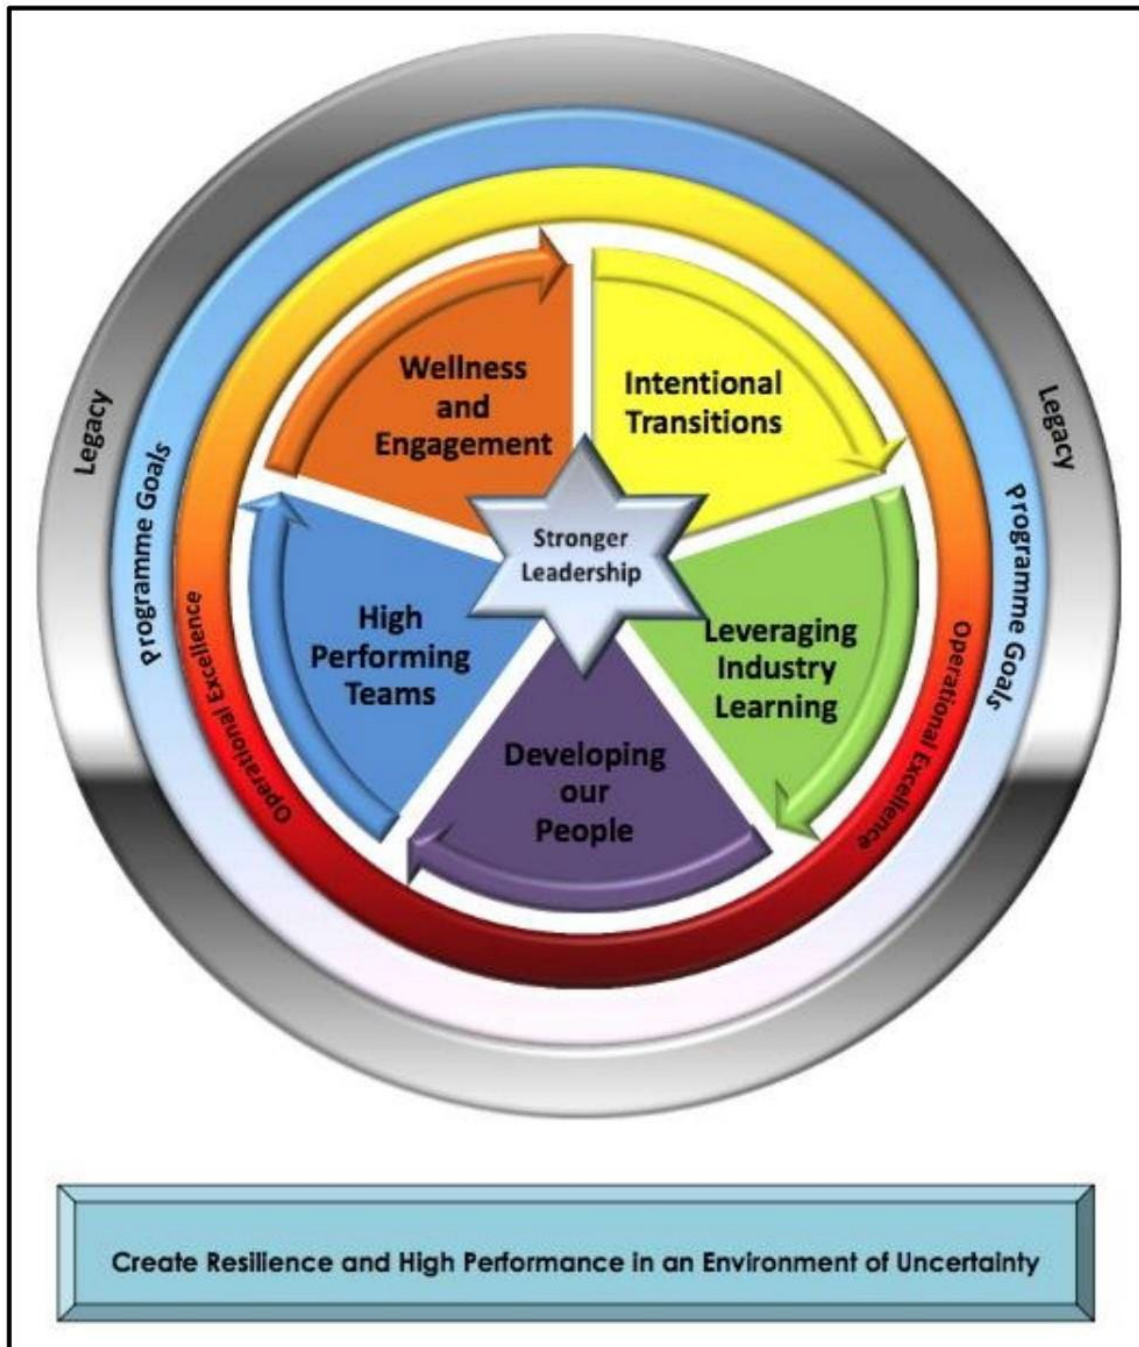 Legacy
Legacy
Programme Goals
Programme Goals
Operational Excellence
Operational Excellence
Wellness
and
Engagement
Intentional
Transitions
Stronger
Leadership
High
Performing
Teams
Leveraging
Industry
Learning
Developing
our
People
Create Resilience and High Performance in an Environment of Uncertainty